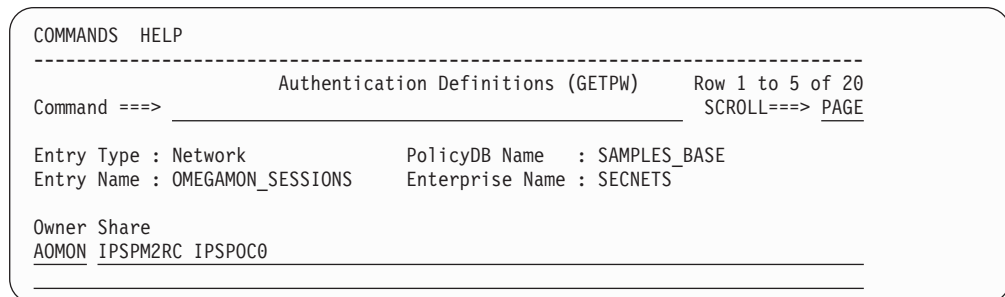 COMMANDS HELP
-------------------------------------------------------------------------------
Authentication Definitions (GETPW) Row 1 to 5 of 20
Command ===> SCROLL===> PAGE
Entry Type : Network PolicyDB Name : SAMPLES_BASE
Entry Name : OMEGAMON_SESSIONS Enterprise Name : SECNETS
Owner Share
AOMON IPSPM2RC IPSPOC0